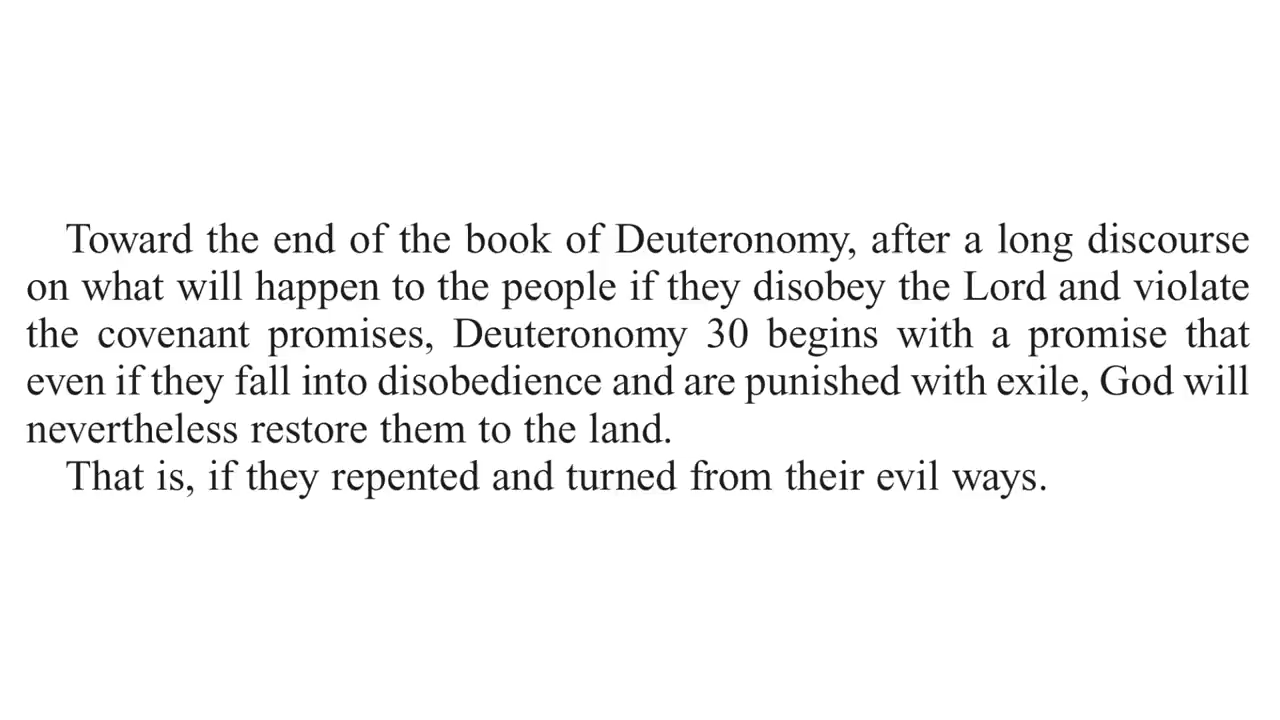 Toward the end of the book of Deuteronomy, after a long discourse
on what will happen to the people if they disobey the Lord and violate
the covenant promises, Deuteronomy 30 begins with a promise that
even if they fall into disobedience and are punished with exile, God will
nevertheless restore them to the land.
That is, if they repented and turned from their evil ways.